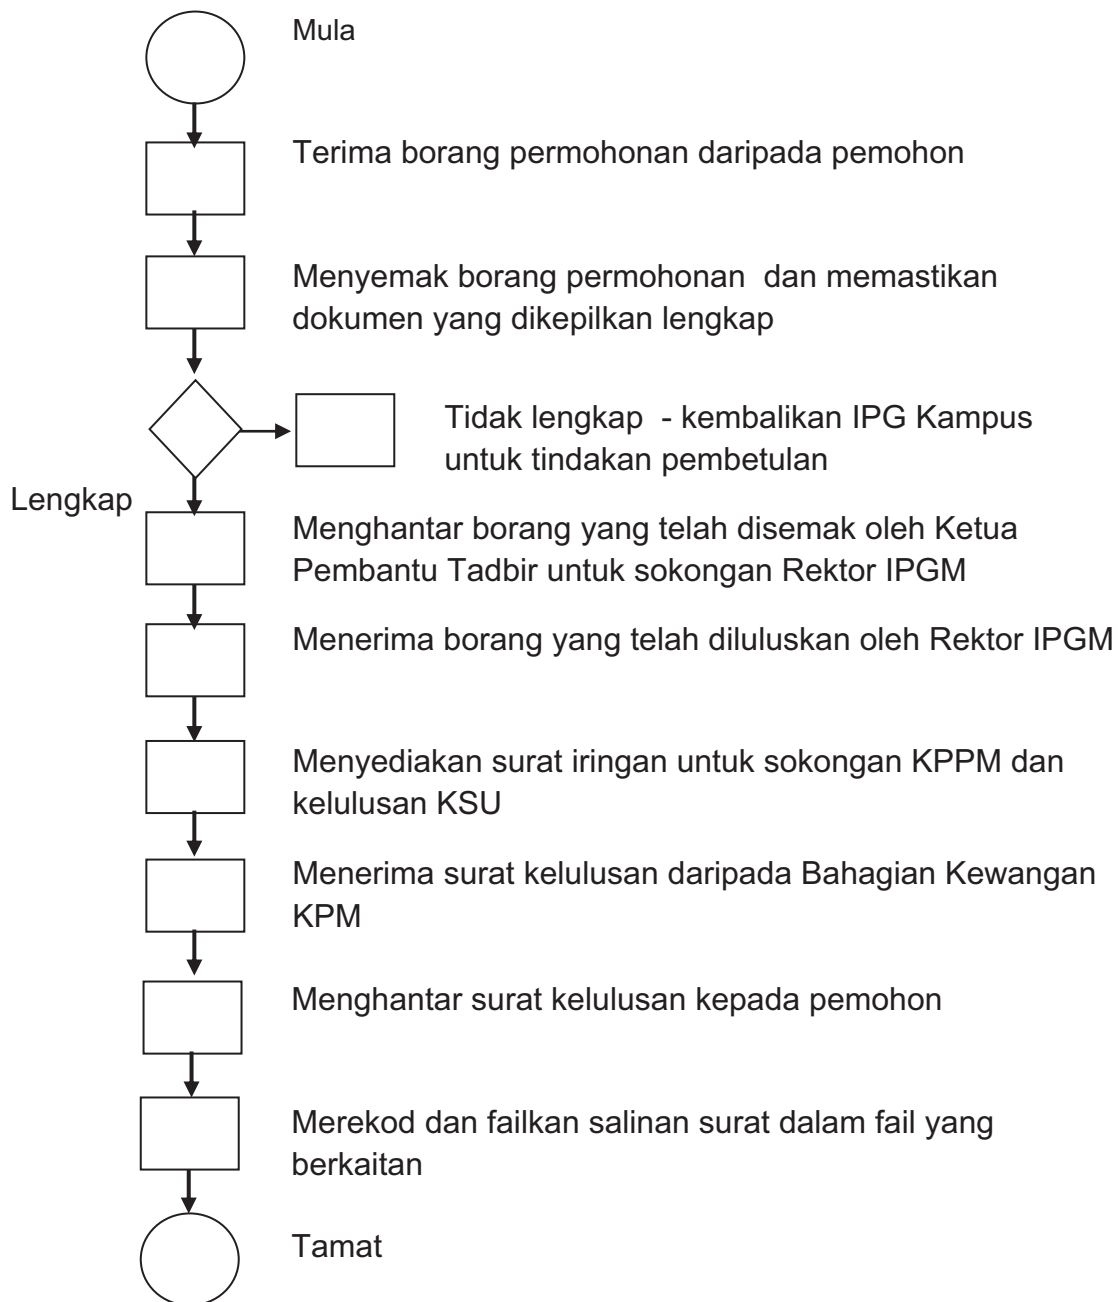 Mula
Terima borang permohonan daripada pemohon
Menyemak borang permohonan  dan memastikan
dokumen yang dikepilkan lengkap
Tidak lengkap  - kembalikan IPG Kampus
untuk tindakan pembetulan
Lengkap
Menghantar borang yang telah disemak oleh Ketua
Pembantu Tadbir untuk sokongan Rektor IPGM
Menerima borang yang telah diluluskan oleh Rektor IPGM
Menyediakan surat iringan untuk sokongan KPPM dan
kelulusan KSU
Menerima surat kelulusan daripada Bahagian Kewangan
KPM
Menghantar surat kelulusan kepada pemohon
Merekod dan failkan salinan surat dalam fail yang
berkaitan
Tamat